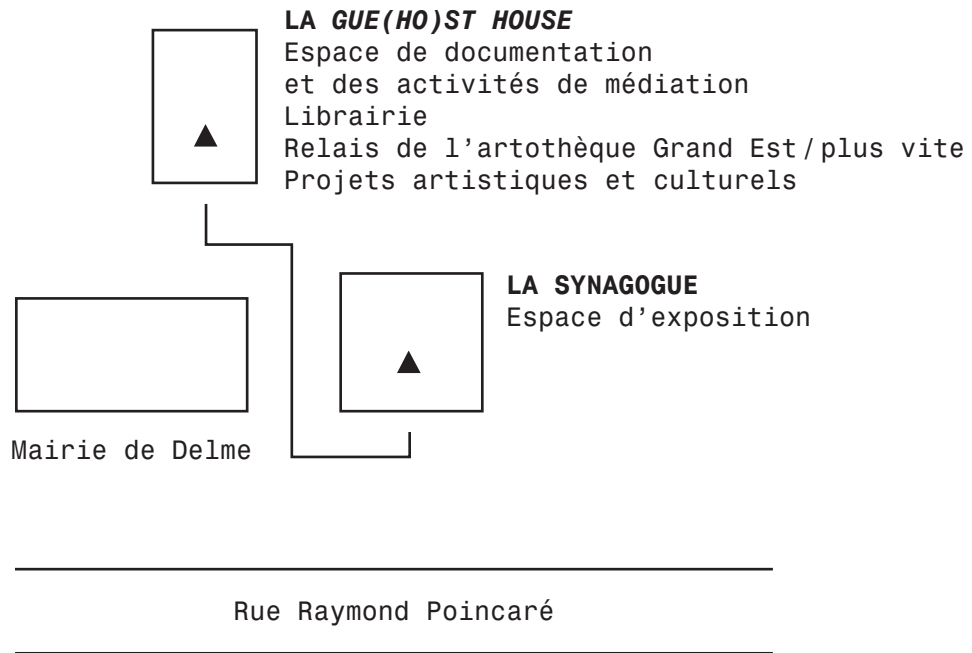 LA GUE(HO)ST HOUSE
Espace de documentation
et des activités de médiation
Librairie
Relais de l’artothèque Grand Est / plus vite
Projets artistiques et culturels
LA SYNAGOGUE
Espace d’exposition
Mairie de Delme
Rue Raymond Poincaré